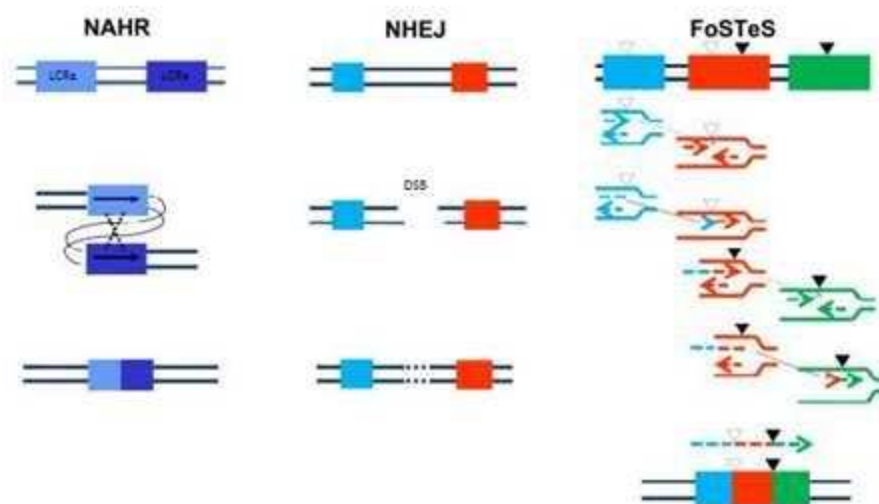 NAHR
NHEJ
FoSTeS
LCRs
LCRs
DSB